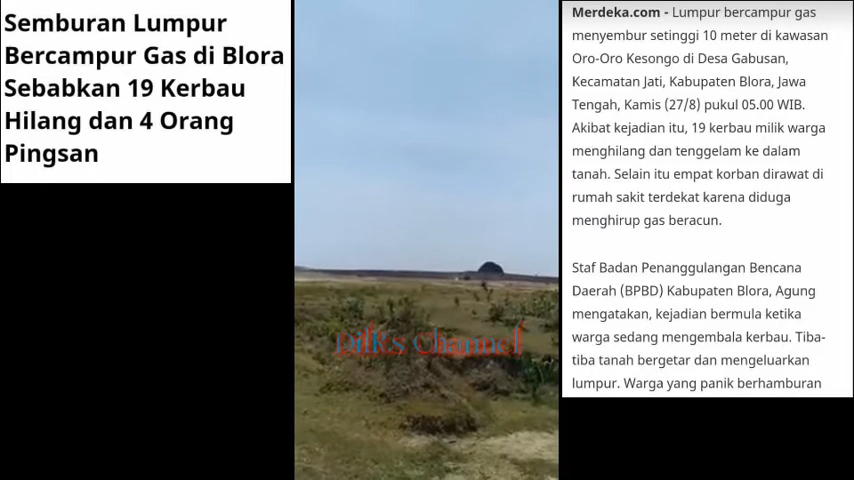 Semburan Lumpur
Bercampur Gas di Blora
Sebabkan 19 Kerbau
Hilang dan 4 Orang
Pingsan
DilRS Channel
Merdeka.com - Lumpur bercampur gas
menyembur setinggi 10 meter di kawasan
Oro-Oro Kesongo di Desa Gabusan,
Kecamatan Jati, Kabupaten Blora, Jawa
Tengah, Kamis (27/8) pukul 05.00 WIB.
Akibat kejadian itu, 19 kerbau milik warga
menghilang dan tenggelam ke dalam
tanah. Selain itu empat korban dirawat di
rumah sakit terdekat karena diduga
menghirup gas beracun.
Staf Badan Penanggulangan Bencana
Daerah (BPBD) Kabupaten Blora, Agung
mengatakan, kejadian bermula ketika
warga sedang mengembala kerbau. Tiba-
tiba tanah bergetar dan mengeluarkan
lumpur. Warga yang panik berhamburan